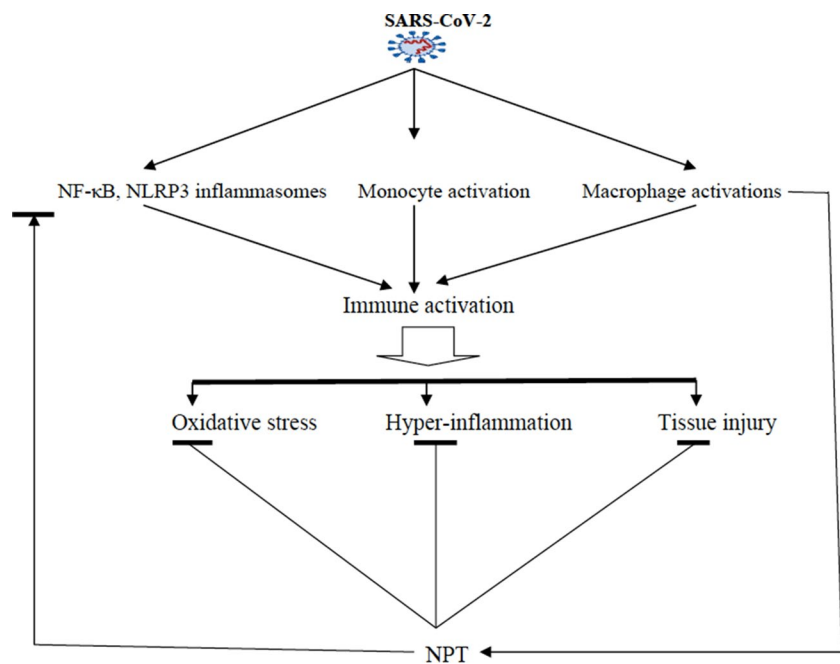 SARS-CoV-2
NF-κB, NLRP3 inflammasomes
Monocyte activation
Macrophage activations
Immune activation
Oxidative stress
Hyper-inflammation
Tissue injury
NPT